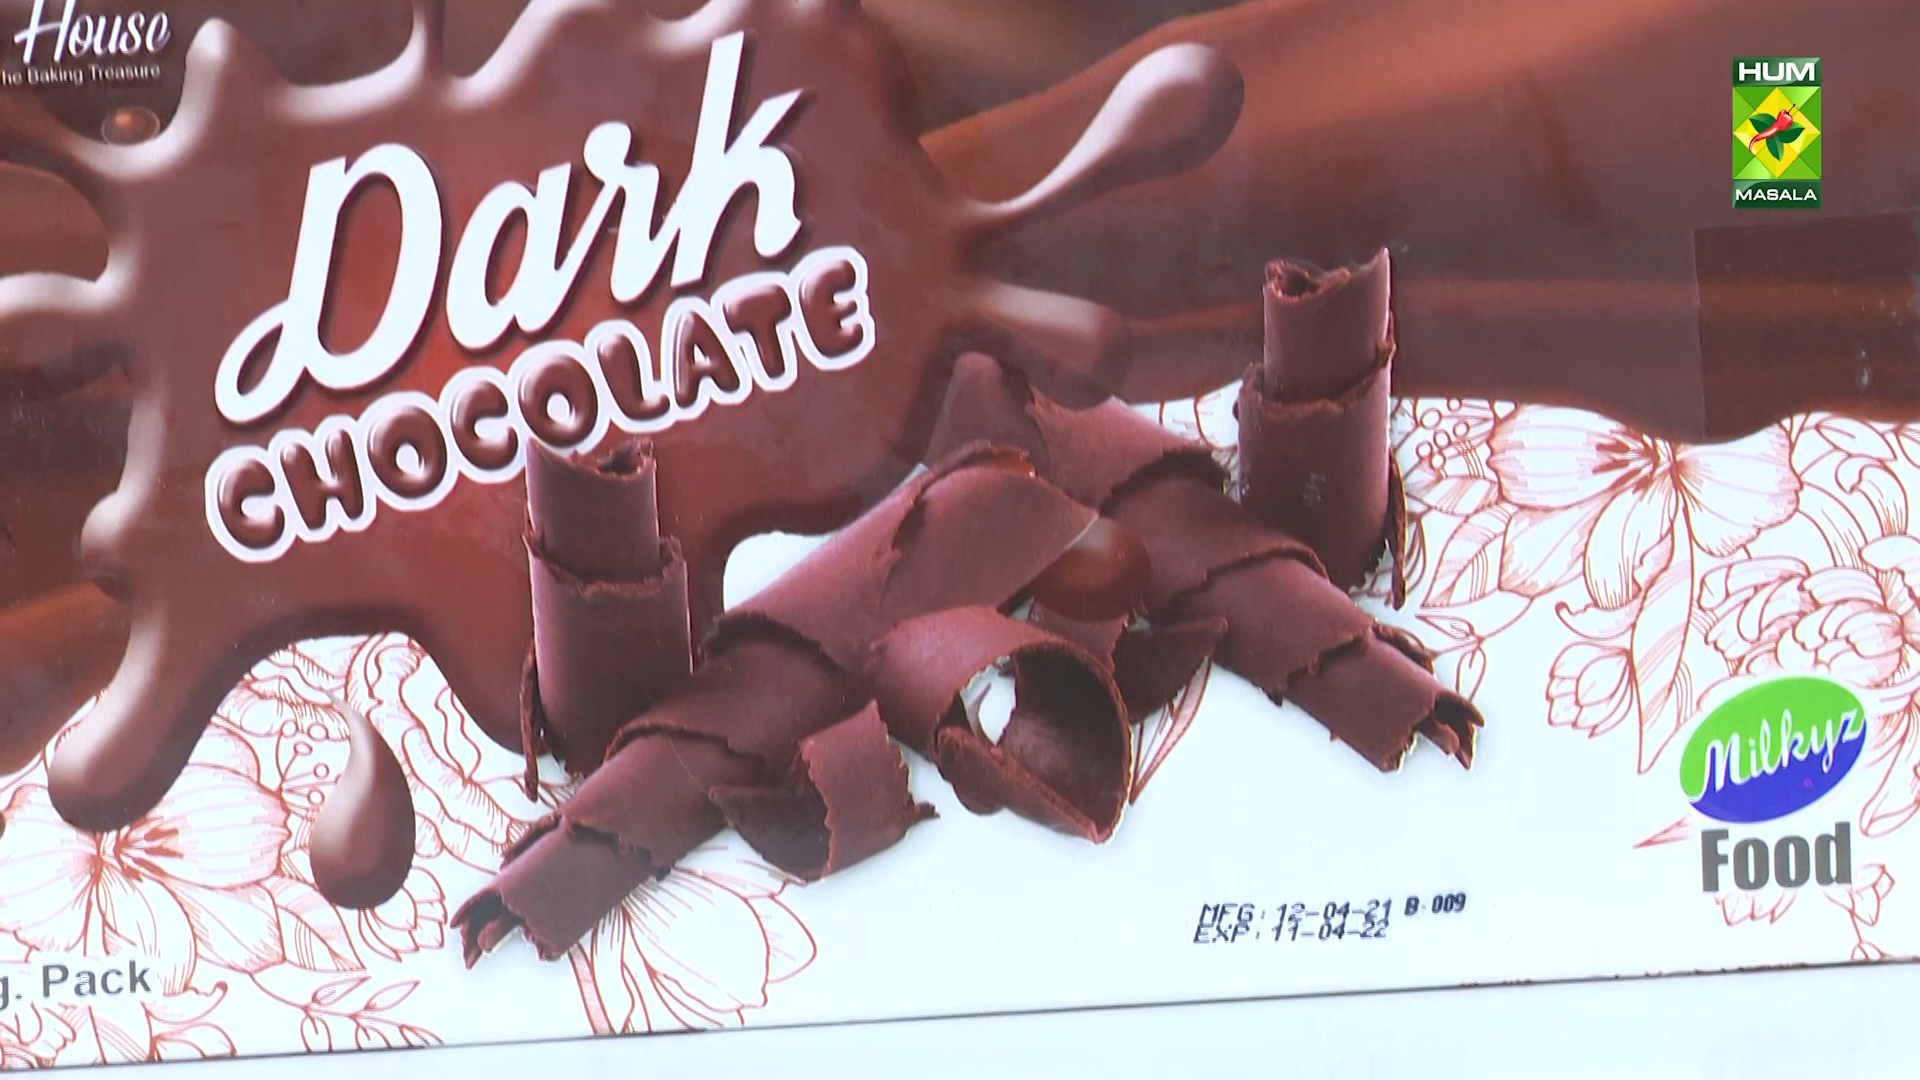 House
he Baking Treasure
HUM
MASALA
Dark
CHOCOLATE
Milkyz
Food
MFG: 12-04-21 B-009
EXP: 11-04-22
g. Pack